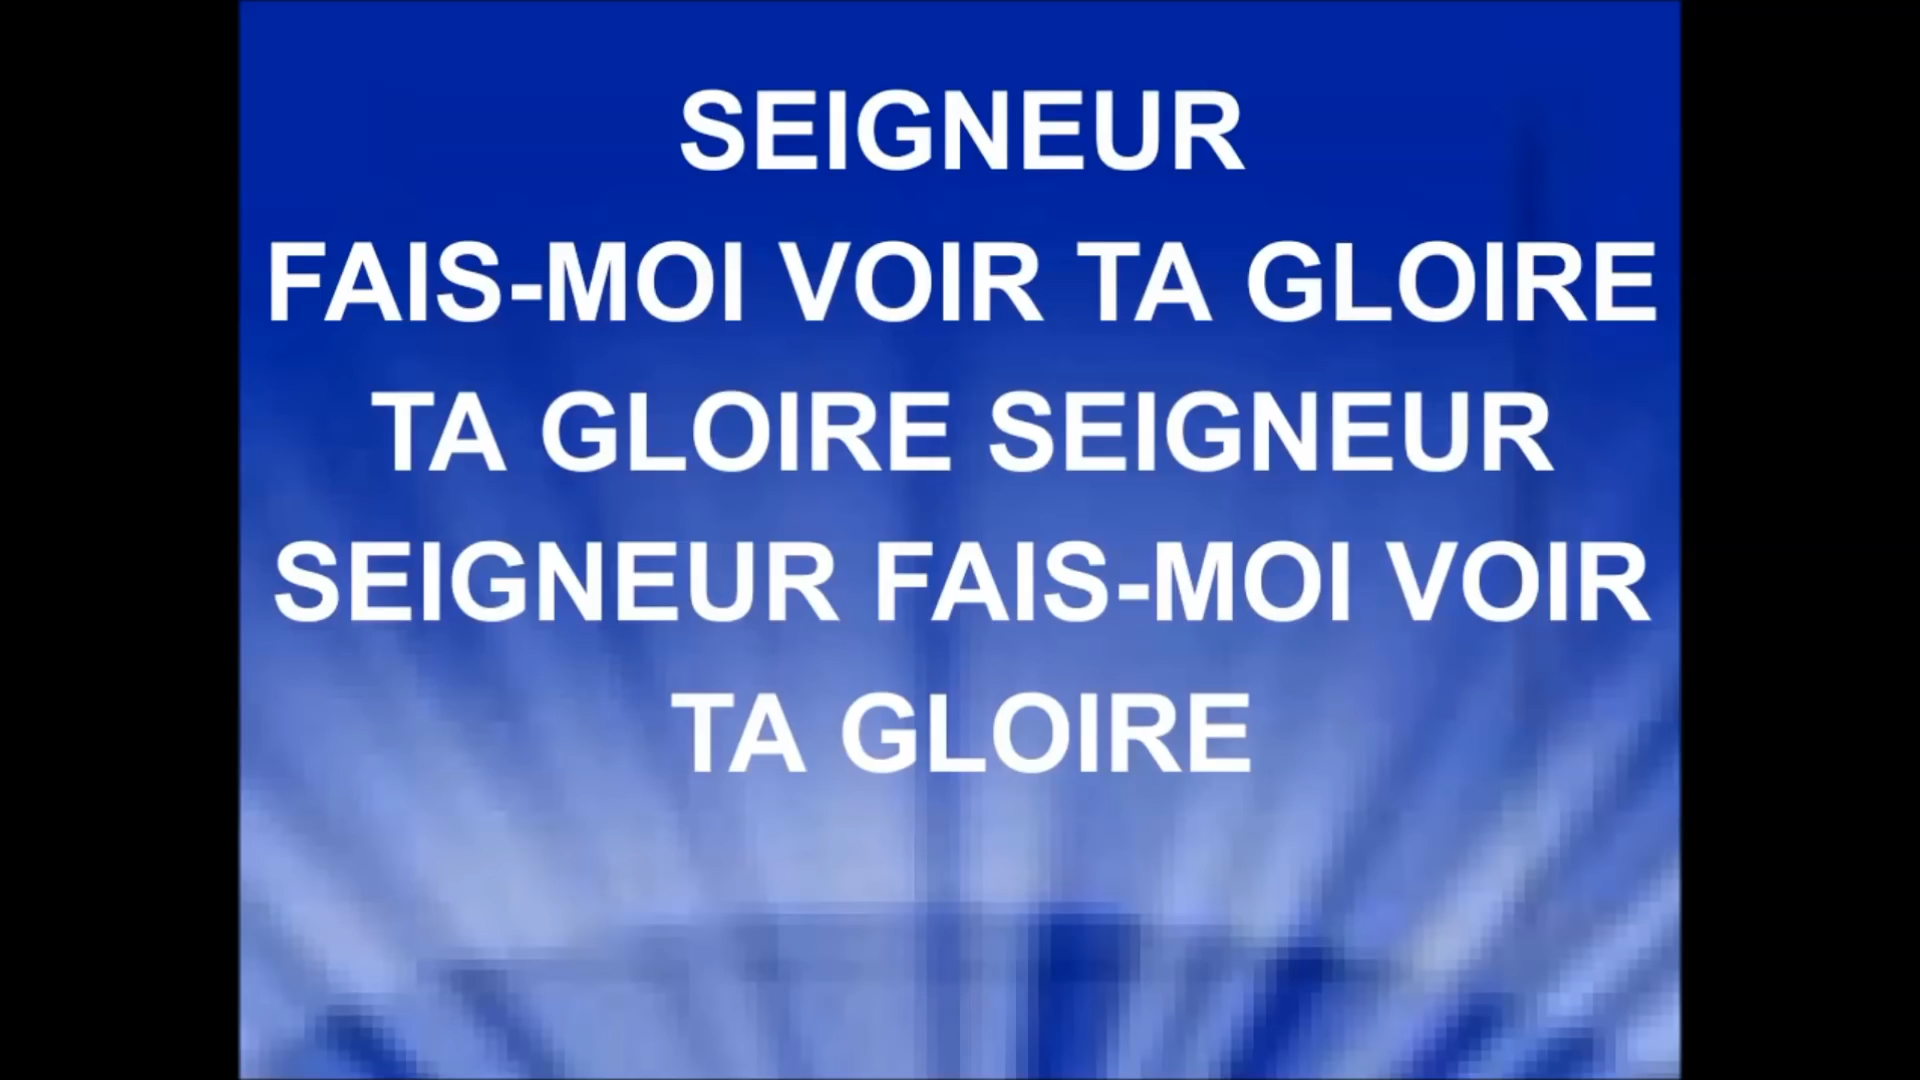 SEIGNEUR
FAIS-MOI VOIR TA GLOIRE
TA GLOIRE SEIGNEUR
SEIGNEUR FAIS-MOI VOIR
TA GLOIRE